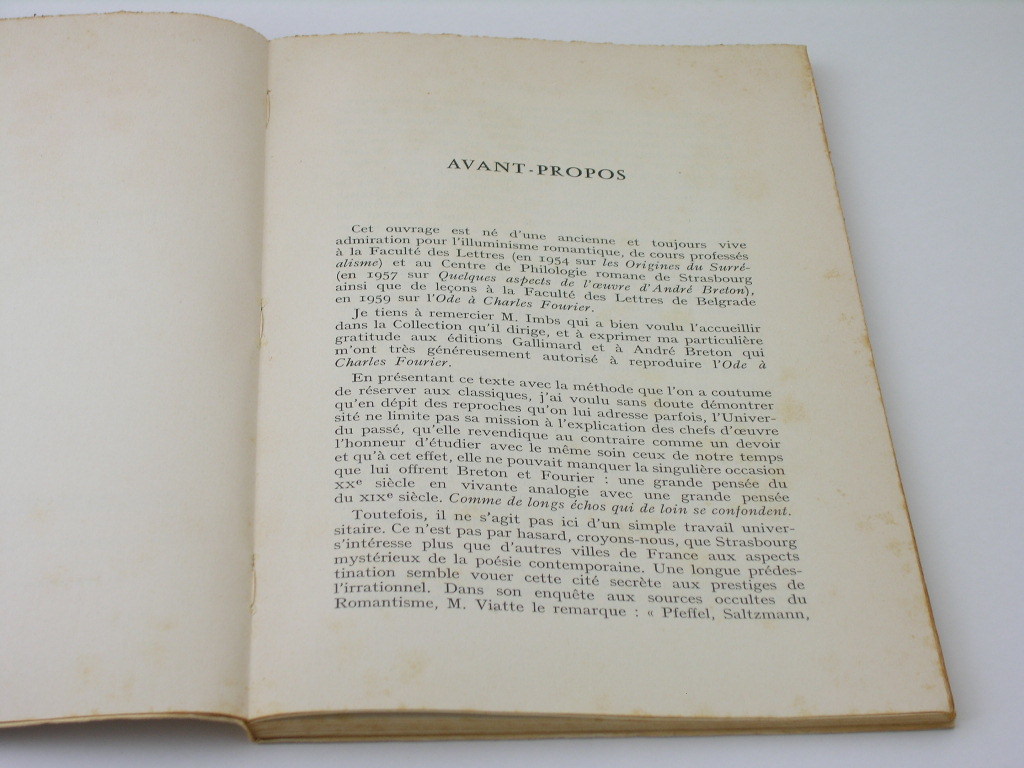 AVANT-PROPOS
Cet ouvrage est né d'une ancienne et toujours vive
admiration pour l'illuminisme romantique, de cours professés
à la Faculté des Lettres (en 1954 sur les Origines du Surré-
alisme) et au Centre de Philologie romane de Strasbourg
(en 1957 sur Quelques aspects de l'œuvre d'André Breton),
ainsi que de leçons à la Faculté des Lettres de Belgrade
en 1959 sur l'Ode à Charles Fourier.
Je tiens à remercier M. Imbs qui a bien voulu l'accueillir
dans la Collection qu'il dirige, et à exprimer ma particulière
gratitude aux éditions Gallimard et à André Breton qui
m'ont très généreusement autorisé à reproduire l'Ode à
Charles Fourier.
En présentant ce texte avec la méthode que l'on a coutume
de réserver aux classiques, j'ai voulu sans doute démontrer
qu'en dépit des reproches qu'on lui adresse parfois, l'Univer-
sité ne limite pas sa mission à l'explication des chefs d'œuvre
du passé, qu'elle revendique au contraire comme un devoir
l'honneur d'étudier avec le même soin ceux de notre temps
et qu'à cet effet, elle ne pouvait manquer la singulière occasion
que lui offrent Breton et Fourier : une grande pensée du
XXe siècle en vivante analogie avec une grande pensée
du XIXe siècle. Comme de longs échos qui de loin se confondent.
Toutefois, il ne s'agit pas ici d'un simple travail univer-
sitaire. Ce n'est pas par hasard, croyons-nous, que Strasbourg
s'intéresse plus que d'autres villes de France aux aspects
mystérieux de la poésie contemporaine. Une longue prédes-
tination semble vouer cette cité secrète aux prestiges de
l'irrationnel. Dans son enquête aux sources occultes du
Romantisme, M. Viatte le remarque : « Pfeffel, Saltzmann,